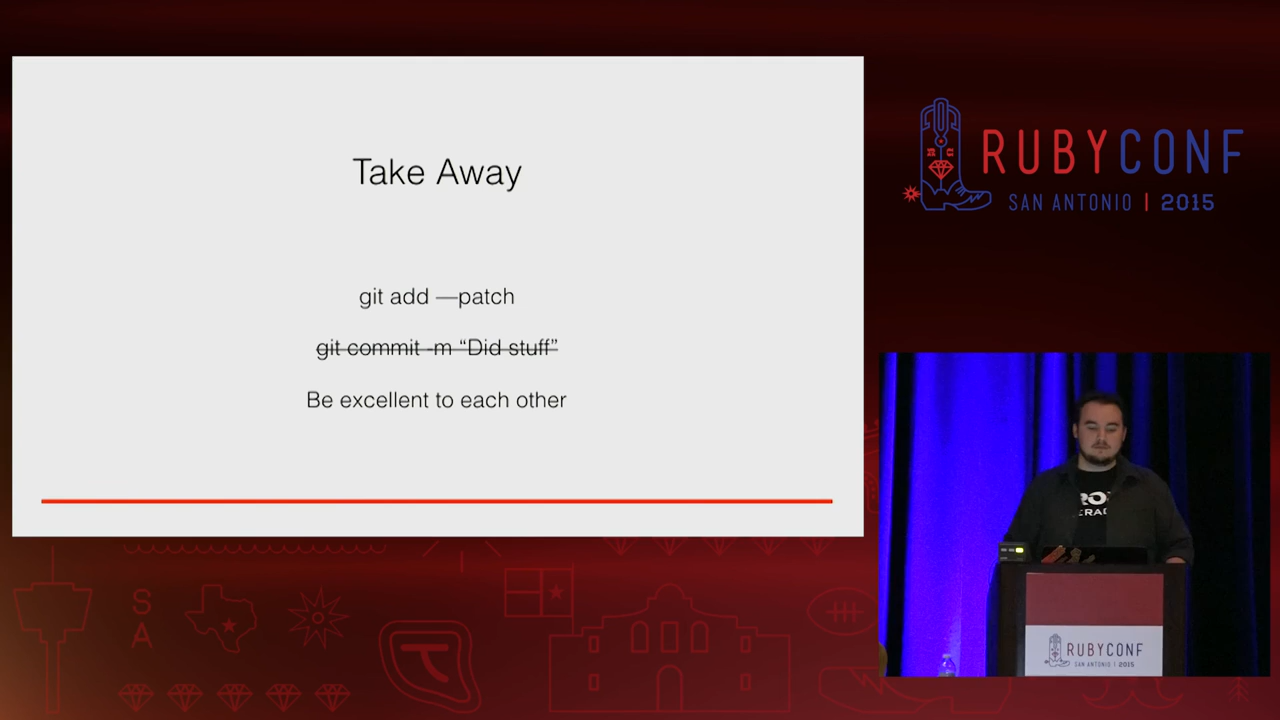 Take Away
git add —patch
git commit -m “Did stuff”
Be excellent to each other
RUBYCONF
SAN ANTONIO | 2015
S
A
RUBYCONF
SAN ANTONIO | 2015